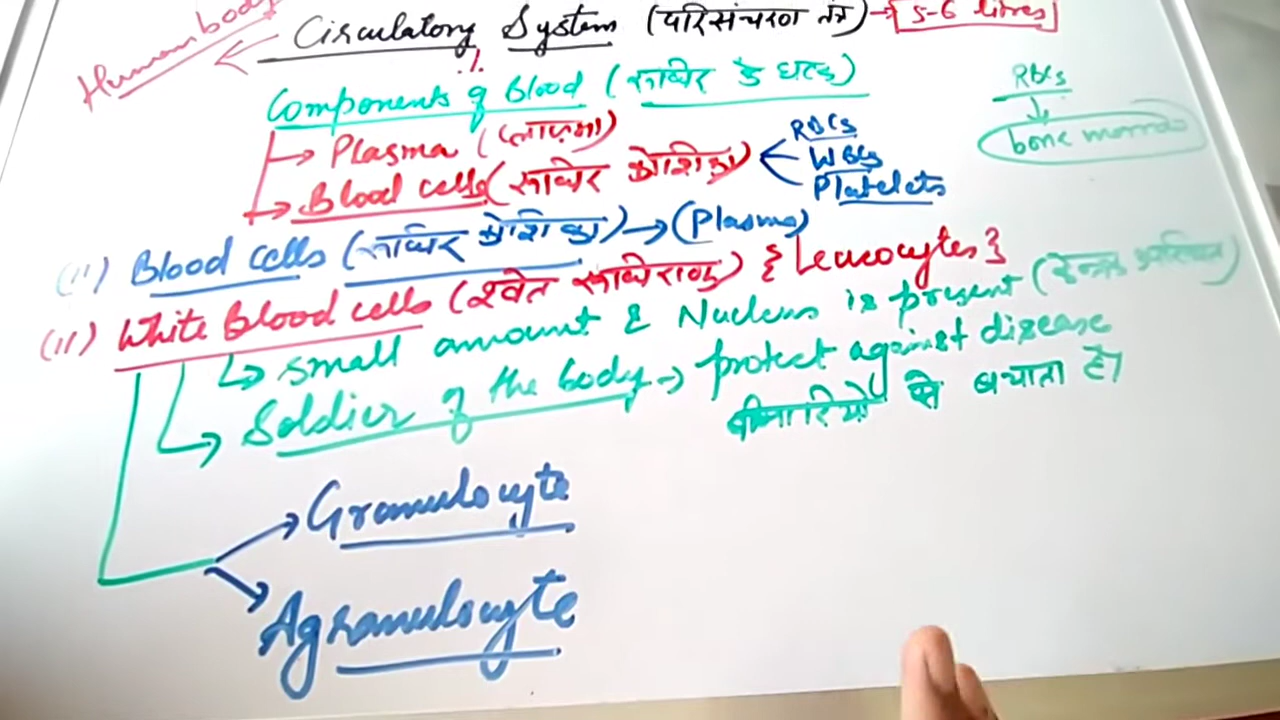 Human body
Circulatory System (परिसंचरण तंत्र) → 5-6 litres
Components of Blood (रूधिर के घटक)
→ Plasma (प्लाज्मा)
→ Blood cells (रूधिर कोशिका) RBCs
WBCs
Platelets
RBCs
bone marrow
(ii) Blood cells (रूधिर कोशिका) → (Plasma)
(ii) White Blood cells (श्वेत रूधिराणु) { Leucocytes }
→ small amount & Nucleus is present
→ Soldier of the body → protect against disease
बीमारियों से बचाता है।
→ Granulocyte
→ Agranulocyte